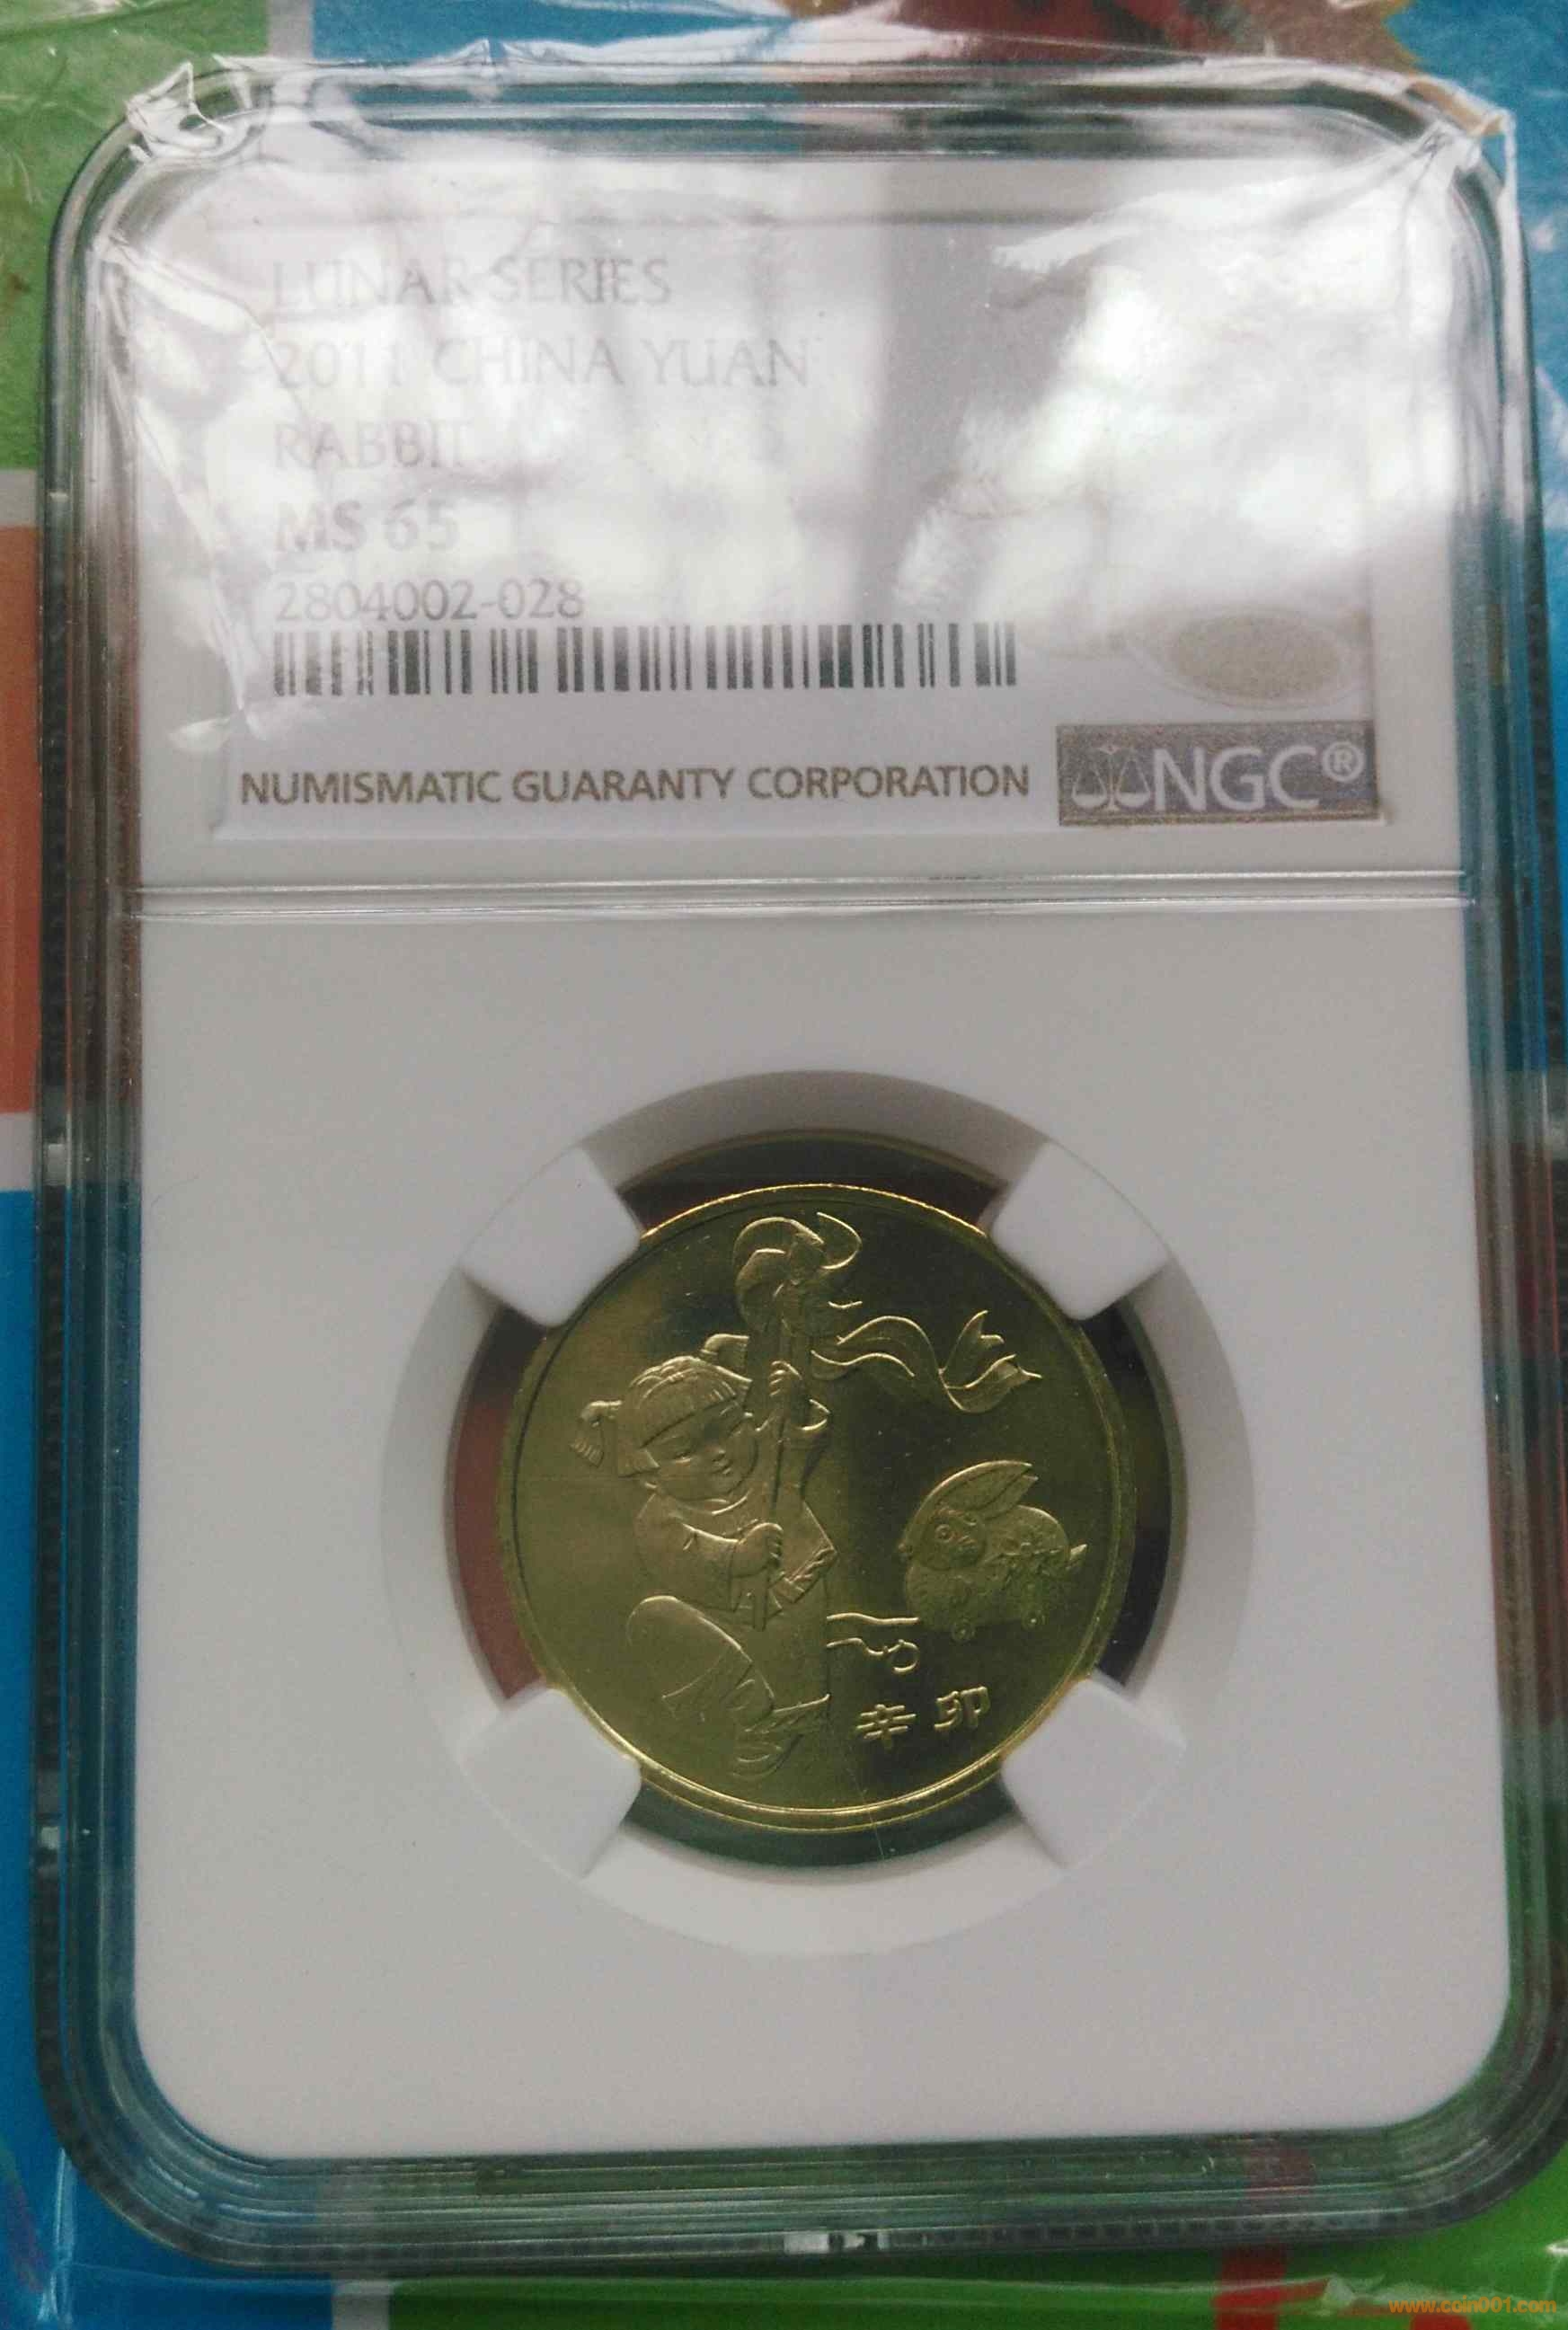 LUNAR SERIES
2011 CHINA YUAN
RABBIT
MS 65
2804002-028
NUMISMATIC GUARANTY CORPORATION
NGC®
辛卯
www.coin001.com